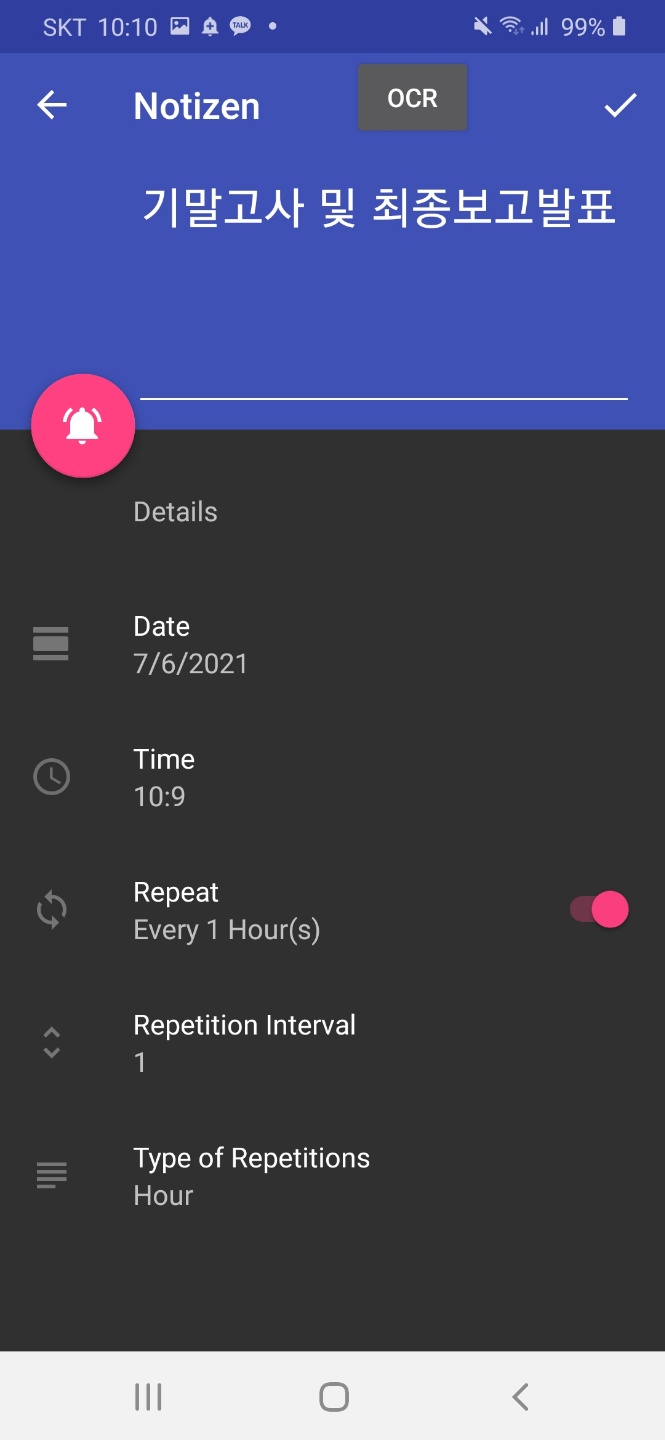 SKT 10:10 TALK 99%
Notizen OCR
기말고사 및 최종보고발표
Details
Date
7/6/2021
Time
10:9
Repeat
Every 1 Hour(s)
Repetition Interval
1
Type of Repetitions
Hour